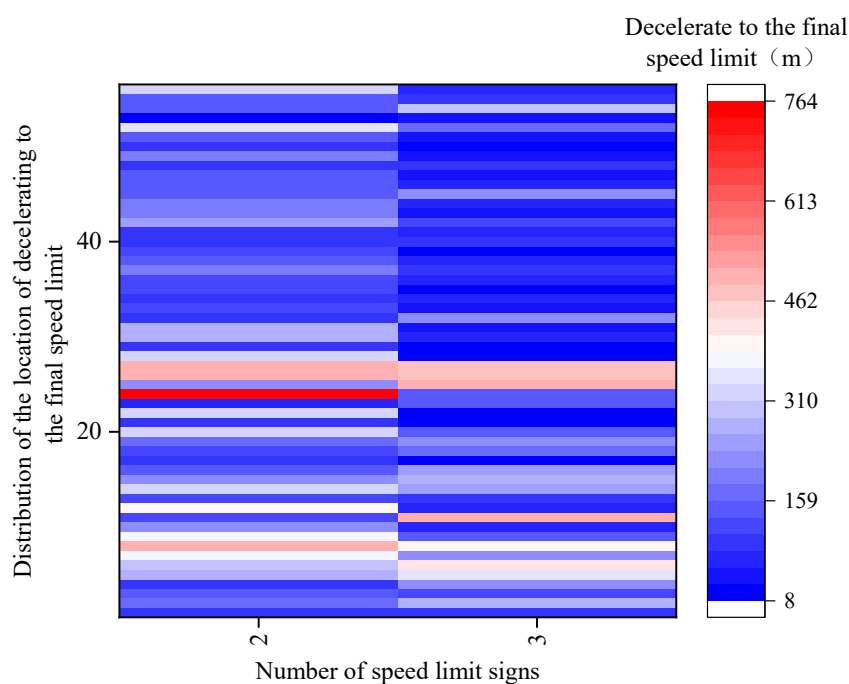 Decelerate to the final
speed limit（m）
764
613
462
310
159
8
Distribution of the location of decelerating to
the final speed limit
40
20
2
3
Number of speed limit signs